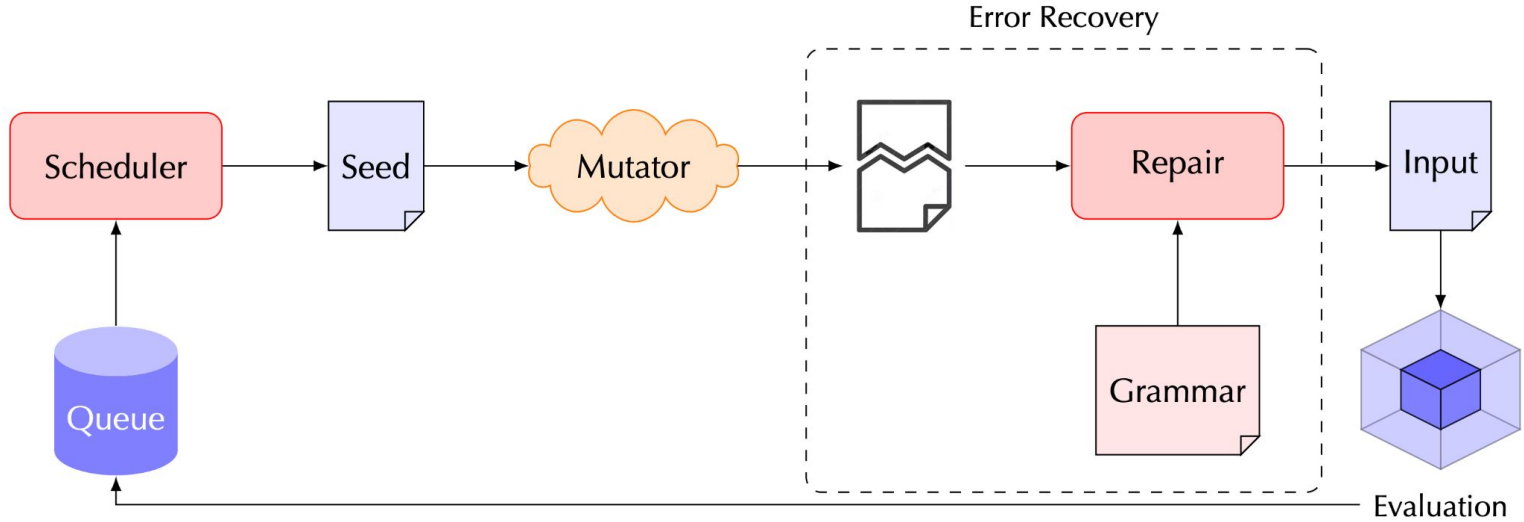 Error Recovery
Scheduler
Seed
Mutator
Repair
Input
Queue
Grammar
Evaluation